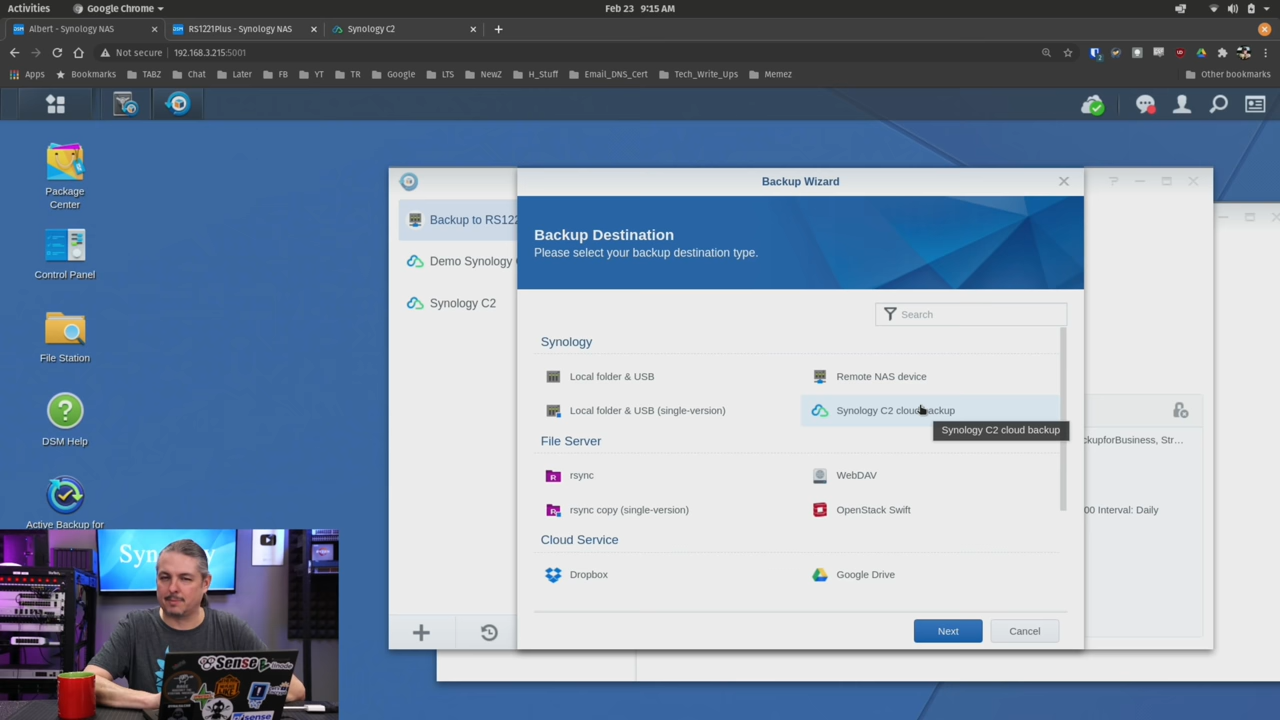 Activities
Google Chrome
Feb 23 9:15 AM
Albert - Synology NAS
RS1221Plus - Synology NAS
Synology C2
Not secure
192.168.3.215:5001
Apps
Bookmarks
TABZ
Chat
Later
FB
YT
TR
Google
LTS
NewZ
H_Stuff
Email_DNS_Cert
Tech_Write_Ups
Memez
Other bookmarks
Package
Center
Control Panel
File Station
DSM Help
Active Backup for
Backup to RS122
Demo Synology
Synology C2
Backup Wizard
Backup Destination
Please select your backup destination type.
Search
Synology
Local folder & USB
Remote NAS device
Local folder & USB (single-version)
Synology C2 cloud backup
Synology C2 cloud backup
File Server
rsync
WebDAV
rsync copy (single-version)
OpenStack Swift
Cloud Service
Dropbox
Google Drive
Next
Cancel
ckupforBusiness, Str...
00 Interval: Daily
Synology
Sense